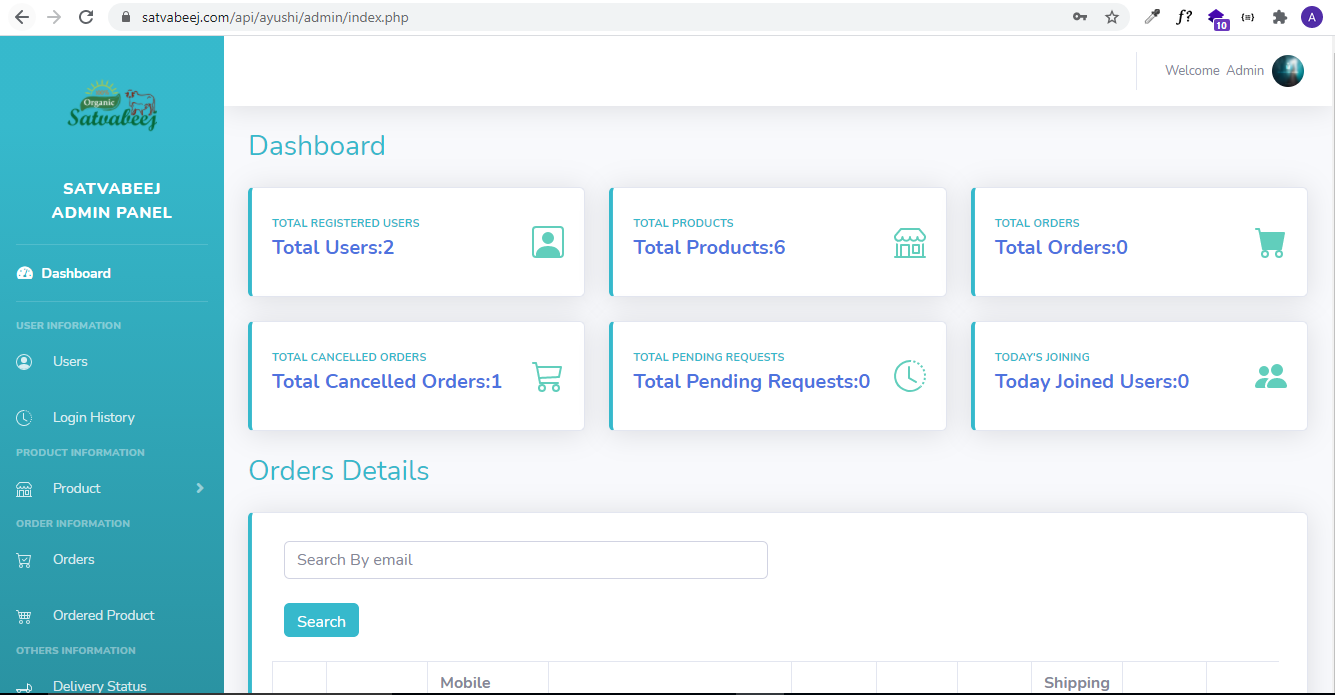 satvabeej.com/api/ayushi/admin/index.php
f?
10
A
Welcome Admin
Organic
Satvabeej
SATVABEEJ
ADMIN PANEL
Dashboard
USER INFORMATION
Users
Login History
PRODUCT INFORMATION
Product
ORDER INFORMATION
Orders
Ordered Product
OTHERS INFORMATION
Delivery Status
Dashboard
TOTAL REGISTERED USERS
Total Users:2
TOTAL PRODUCTS
Total Products:6
TOTAL ORDERS
Total Orders:0
TOTAL CANCELLED ORDERS
Total Cancelled Orders:1
TOTAL PENDING REQUESTS
Total Pending Requests:0
TODAY'S JOINING
Today Joined Users:0
Orders Details
Search By email
Search
Mobile
Shipping